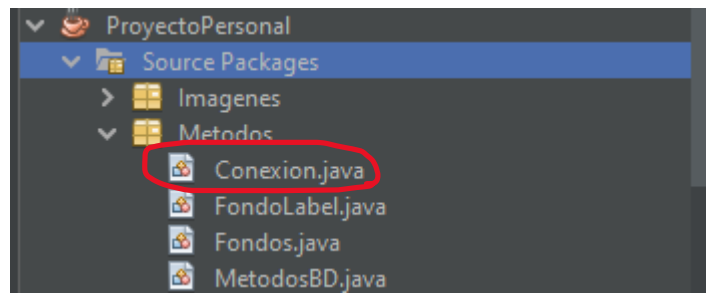 ProyectoPersonal
Source Packages
Imagenes
Metodos
Conexion.java
FondoLabel.java
Fondos.java
MetodosBD.java